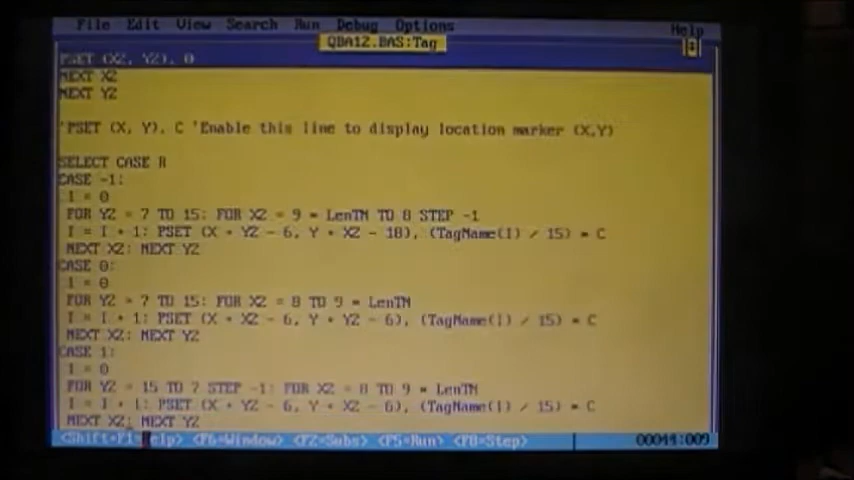 File Edit View Search Run Debug Options Help
QBA12.BAS:Tag
PSET (X2, Y2), 0
NEXT X2
NEXT Y2
'PSET (X, Y), C 'Enable this line to display location marker (X,Y)
SELECT CASE R
CASE -1:
I = 0
FOR Y2 = 7 TO 15: FOR X2 = 9 * LenTN TO 8 STEP -1
I = I + 1: PSET (X + Y2 - 6, Y + X2 - 18), (TagName(I) / 15) * C
NEXT X2: NEXT Y2
CASE 0:
I = 0
FOR Y2 = 7 TO 15: FOR X2 = 8 TO 9 * LenTN
I = I + 1: PSET (X + X2 - 6, Y + Y2 - 6), (TagName(I) / 15) * C
NEXT X2: NEXT Y2
CASE 1:
I = 0
FOR Y2 = 15 TO 7 STEP -1: FOR X2 = 8 TO 9 * LenTN
I = I + 1: PSET (X + Y2 - 6, Y + X2 - 6), (TagName(I) / 15) * C
NEXT X2: NEXT Y2
<Shift+F1=Help> <F6=Window> <F2=Subs> <F5=Run> <F8=Step> 00044:009